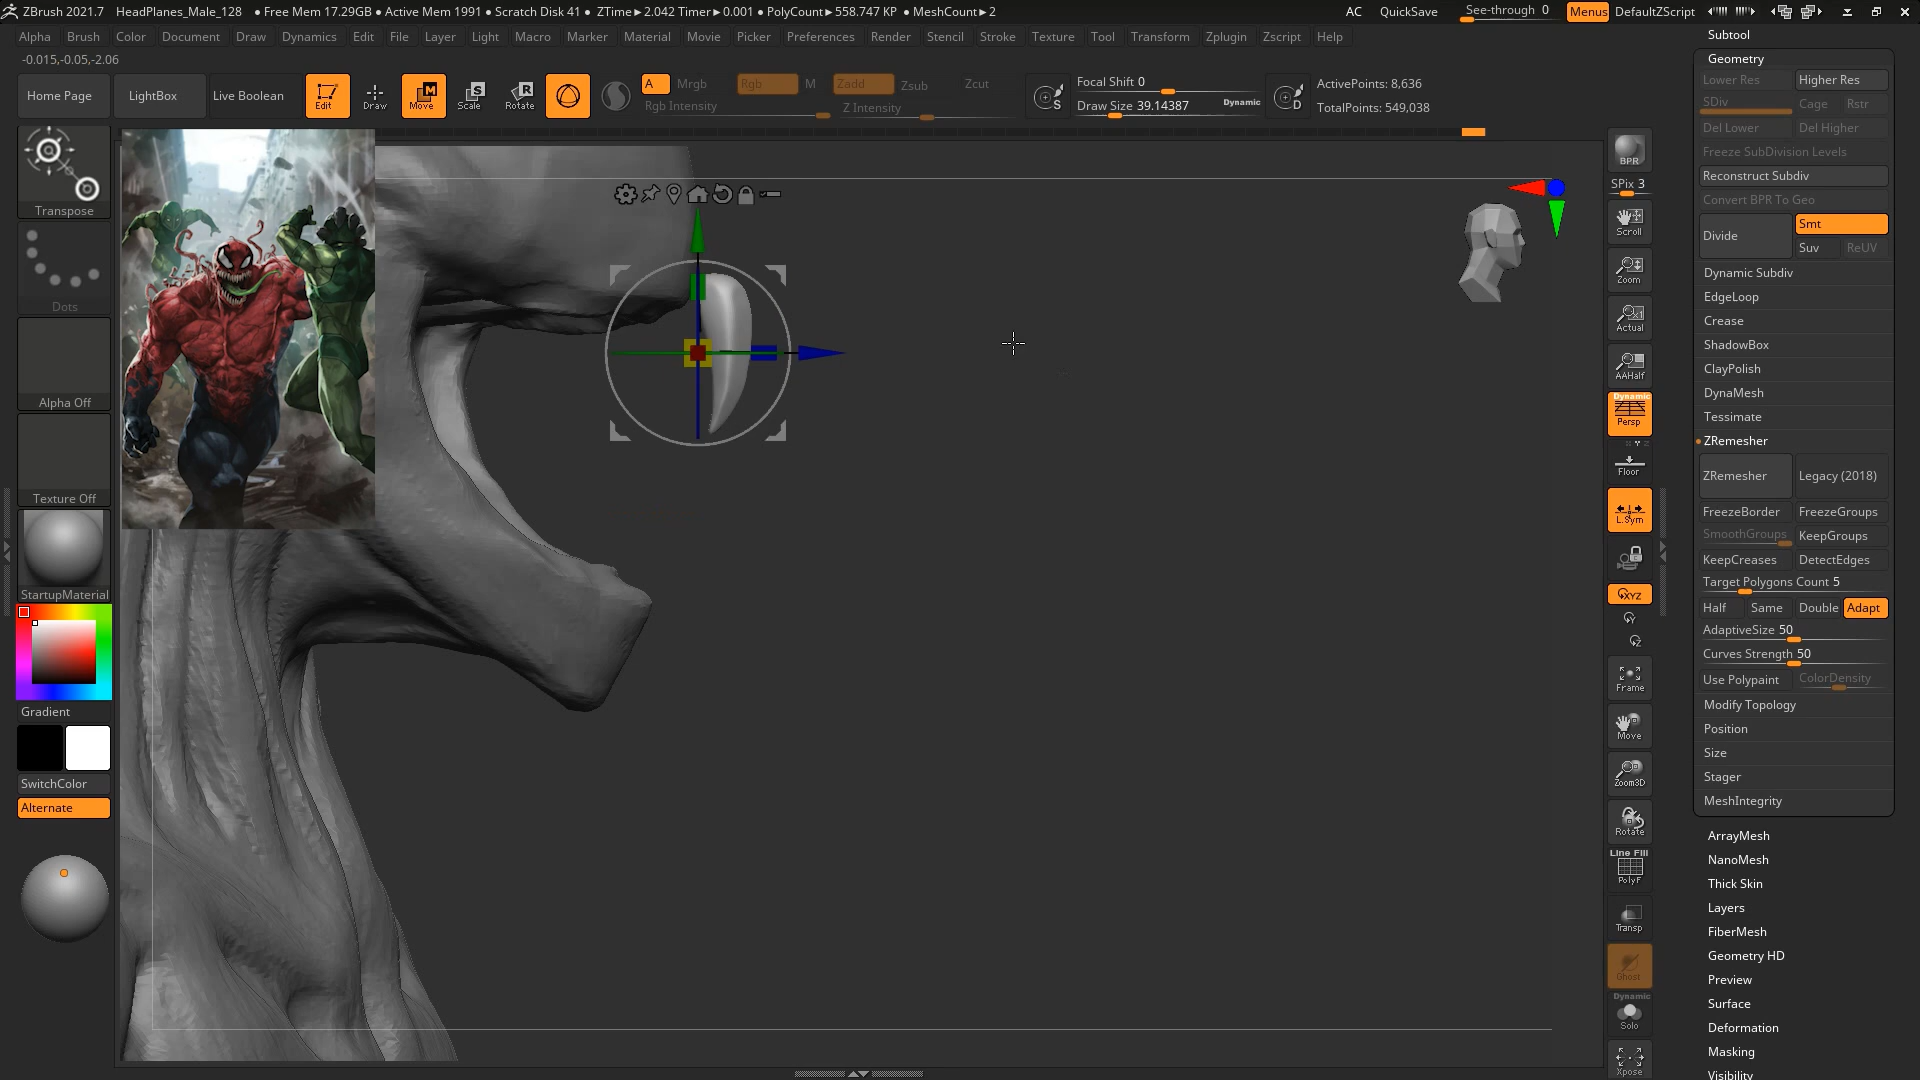 ZBrush 2021.7 HeadPlanes_Male_128 • Free Mem 17.29GB • Active Mem 1991 • Scratch Disk 41 • ZTime►2.042 Timer►0.001 • PolyCount►558.747 KP • MeshCount►2 AC QuickSave See-through 0 Menus DefaultZScript
Alpha Brush Color Document Draw Dynamics Edit File Layer Light Macro Marker Material Movie Picker Preferences Render Stencil Stroke Texture Tool Transform Zplugin Zscript Help
-0.015,-0.05,-2.06
Home Page LightBox Live Boolean Edit Draw Move Scale Rotate
A Mrgb Rgb M Zadd Zsub Zcut
Rgb Intensity Z Intensity
S Focal Shift 0
Draw Size 39.14387 Dynamic
D ActivePoints: 8,636
TotalPoints: 549,038
Transpose
Dots
Alpha Off
Texture Off
StartupMaterial
Gradient
SwitchColor
Alternate
BPR
SPix 3
Scroll
Zoom
Actual
AAHalf
Dynamic
Persp
Floor
L.Sym
XYZ
Y
Z
Frame
Move
Zoom3D
Rotate
Line Fill
PolyF
Transp
Ghost
Dynamic
Solo
Xpose
Subtool
Geometry
Lower Res Higher Res
SDiv Cage Rstr
Del Lower Del Higher
Freeze SubDivision Levels
Reconstruct Subdiv
Convert BPR To Geo
Divide Smt
Suv ReUV
Dynamic Subdiv
EdgeLoop
Crease
ShadowBox
ClayPolish
DynaMesh
Tessimate
ZRemesher
ZRemesher Legacy (2018)
FreezeBorder FreezeGroups
SmoothGroups KeepGroups
KeepCreases DetectEdges
Target Polygons Count 5
Half Same Double Adapt
AdaptiveSize 50
Curves Strength 50
Use Polypaint ColorDensity
Modify Topology
Position
Size
Stager
MeshIntegrity
ArrayMesh
NanoMesh
Thick Skin
Layers
FiberMesh
Geometry HD
Preview
Surface
Deformation
Masking
Visibility